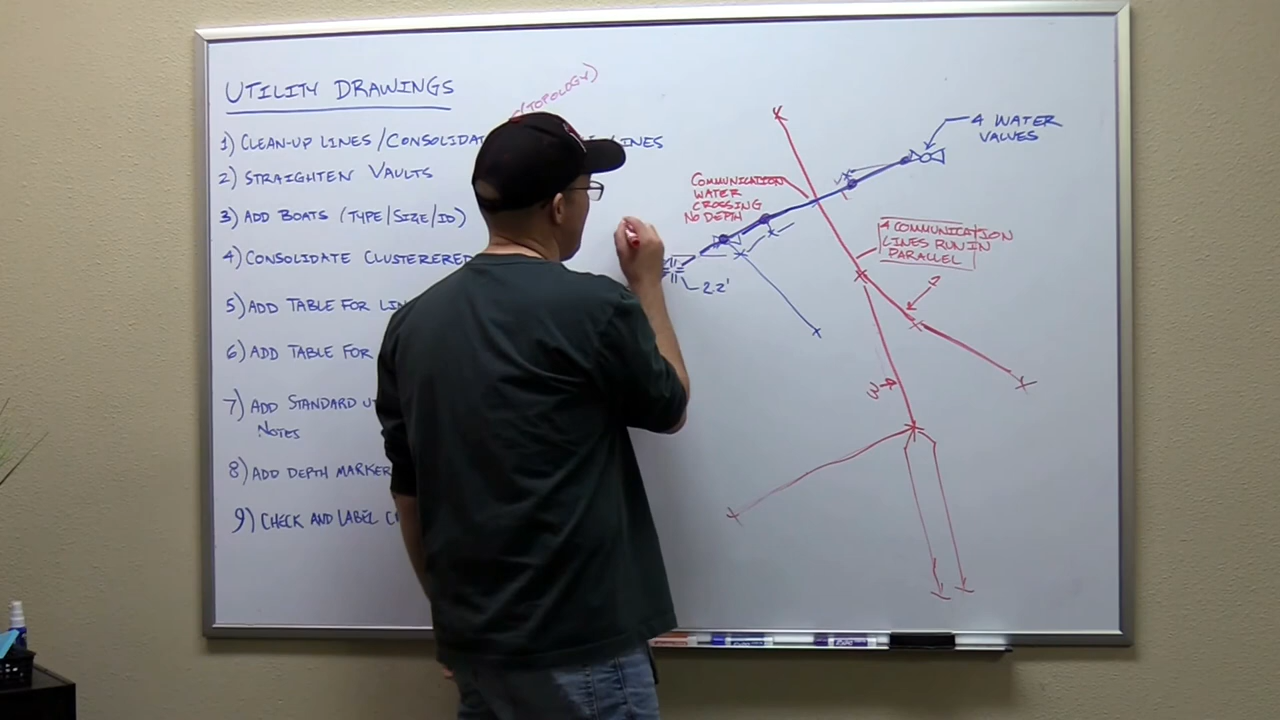 UTILITY DRAWINGS
(TOPOLOGY)
1) CLEAN-UP LINES / CONSOLIDAT LINES
2) STRAIGHTEN VAULTS
3) ADD BOATS (TYPE/SIZE/ID)
4) CONSOLIDATE CLUSTERERED
5) ADD TABLE FOR LIN
6) ADD TABLE FOR
7) ADD STANDARD UT
NOTES
8) ADD DEPTH MARKER
9) CHECK AND LABEL C
4 WATER
VALVES
COMMUNICATION
WATER
CROSSING
NO DEPTH
4 COMMUNICATION
LINES RUN IN
PARALLEL
2.2'
3